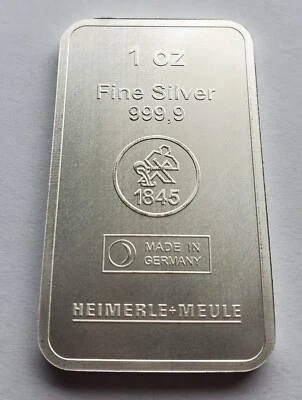 1 oz
Fine Silver
999,9
1845
MADE IN
GERMANY
HEIMERLE+MEULE